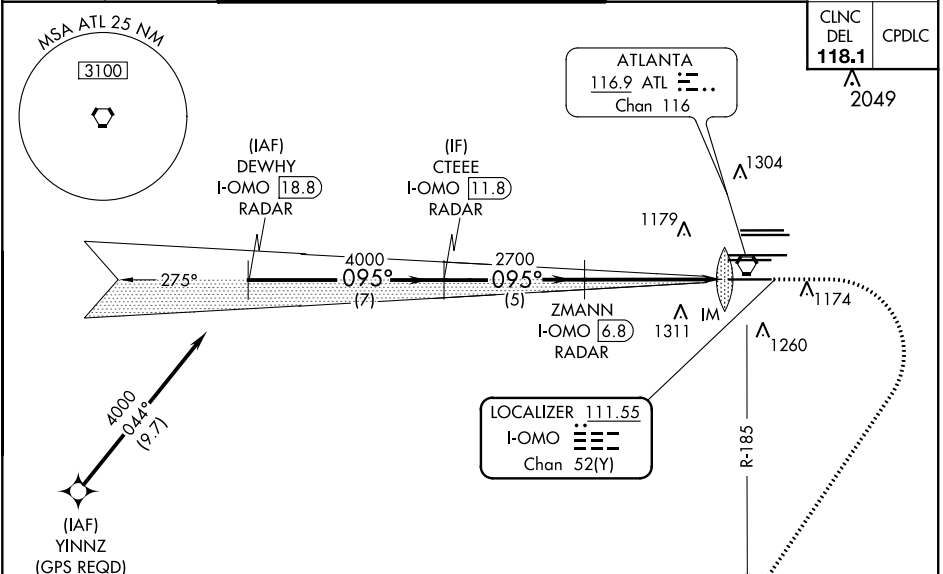 MSA ATL 25 NM
3100
CLNC
DEL
118.1
CPDLC
2049
ATLANTA
116.9 ATL
Chan 116
1304
(IAF)
DEWHY
I-OMO 18.8
RADAR
(IF)
CTEEE
I-OMO 11.8
RADAR
1179
275°
4000
095°
(7)
2700
095°
(5)
ZMANN
I-OMO 6.8
RADAR
1311
IM
1174
1260
4000
044°
(9.7)
LOCALIZER 111.55
I-OMO
Chan 52(Y)
R-185
(IAF)
YINNZ
(GPS REQD)